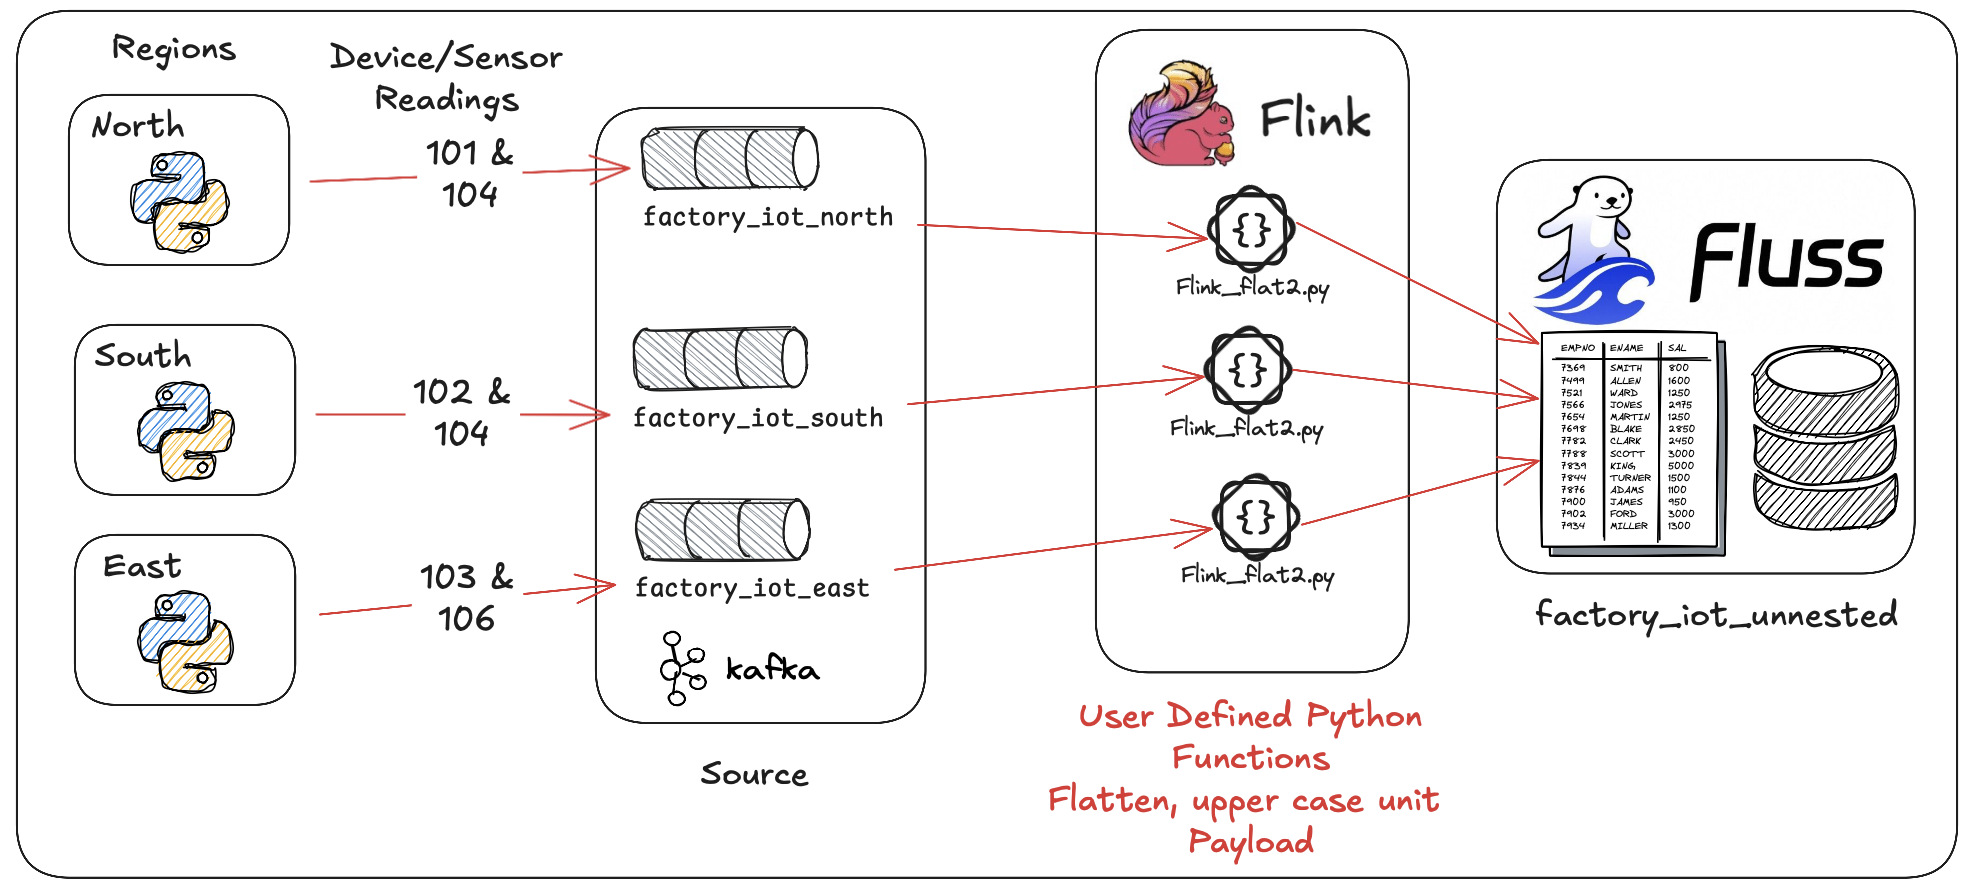 Regions
North
South
East
Device/Sensor
Readings
101 &
104
102 &
104
103 &
106
factory_iot_north
factory_iot_south
factory_iot_east
kafka
Source
Flink
Flink_flat2.py
Flink_flat2.py
Flink_flat2.py
User Defined Python
Functions
Flatten, upper case unit
Payload
Fluss
EMPNO ENAME SAL
7369 SMITH 800
7499 ALLEN 1600
7521 WARD 1250
7566 JONES 2975
7654 MARTIN 1250
7698 BLAKE 2850
7782 CLARK 2450
7788 SCOTT 3000
7839 KING 5000
7844 TURNER 1500
7876 ADAMS 1100
7900 JAMES 950
7902 FORD 3000
7934 MILLER 1300
factory_iot_unnested